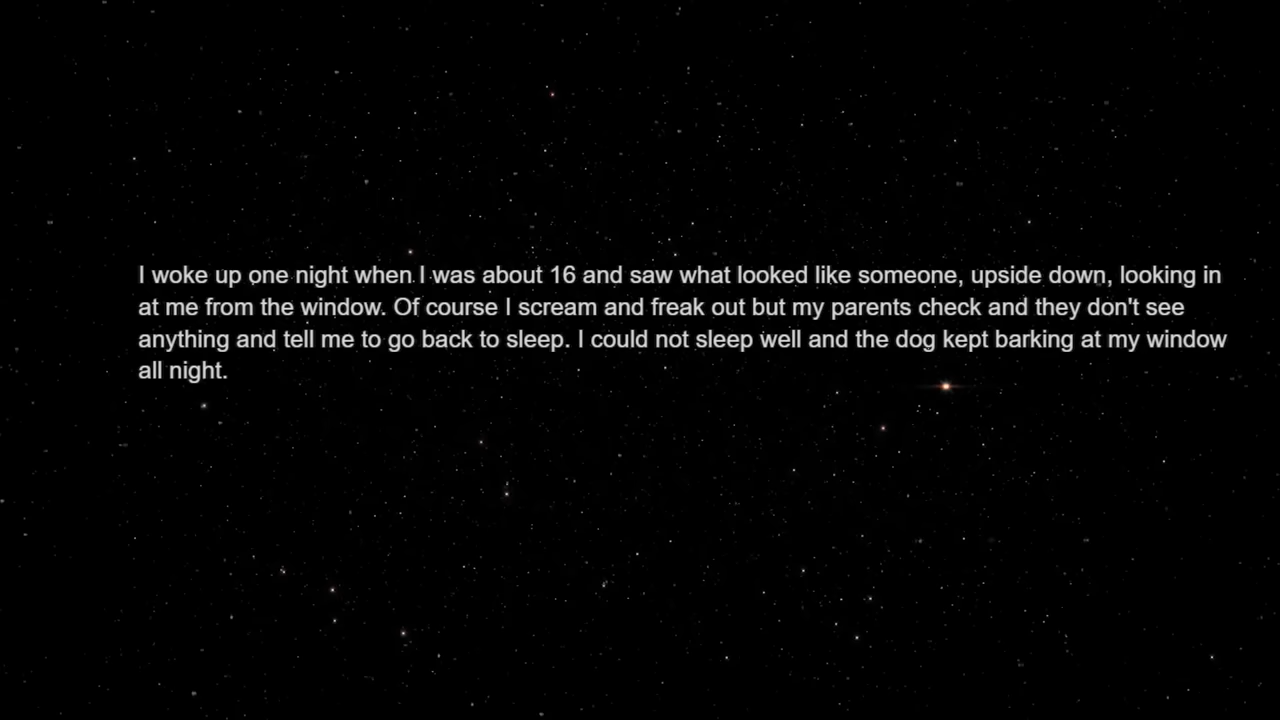 I woke up one night when I was about 16 and saw what looked like someone, upside down, looking in
at me from the window. Of course I scream and freak out but my parents check and they don't see
anything and tell me to go back to sleep. I could not sleep well and the dog kept barking at my window
all night.